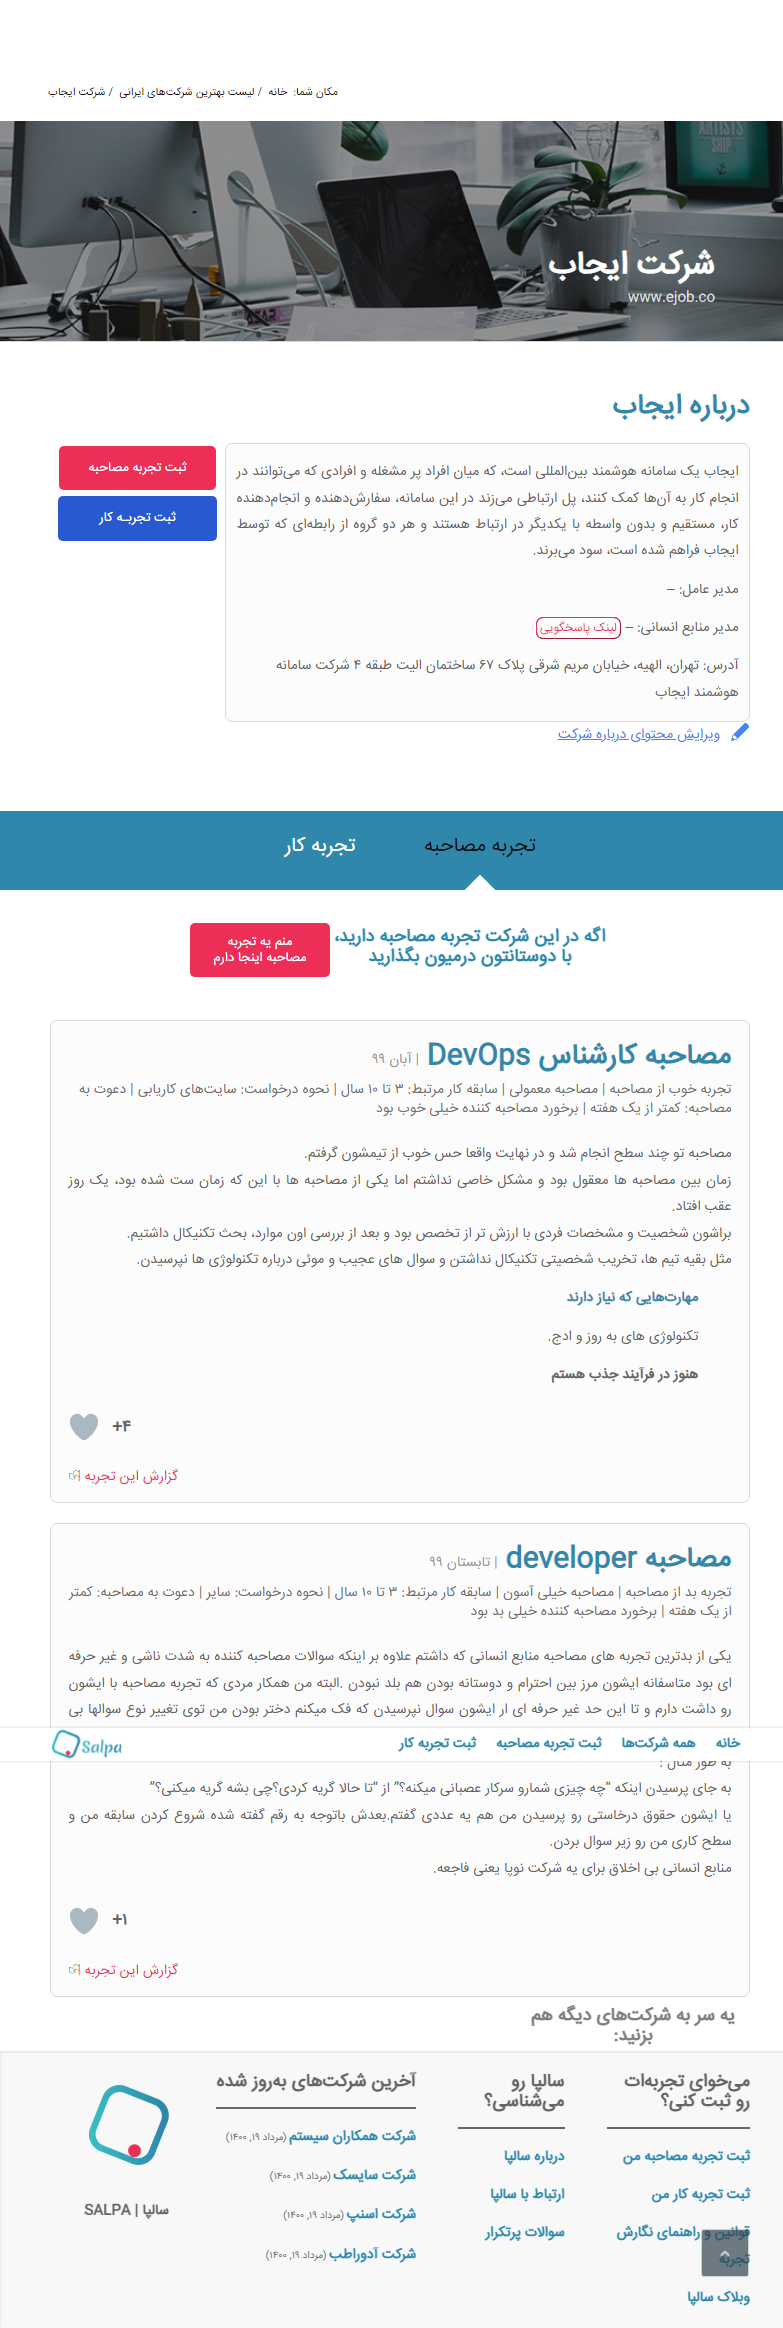 مکان شما: خانه / لیست بهترین شرکت‌های ایرانی / شرکت ایجاب
ARTISTS
SHIP
شرکت ایجاب
www.ejob.co
درباره ایجاب
ایجاب یک سامانه هوشمند بین‌المللی است، که میان افراد پر مشغله و افرادی که می‌توانند در
انجام کار به آن‌ها کمک کنند، پل ارتباطی می‌زند در این سامانه، سفارش‌دهنده و انجام‌دهنده
کار، مستقیم و بدون واسطه با یکدیگر در ارتباط هستند و هر دو گروه از رابطه‌ای که توسط
ایجاب فراهم شده است، سود می‌برند.
مدیر عامل: –
مدیر منابع انسانی: – لینک پاسخگویی
آدرس: تهران، الهیه، خیابان مریم شرقی پلاک ۶۷ ساختمان الیت طبقه ۴ شرکت سامانه
هوشمند ایجاب
ثبت تجربه مصاحبه
ثبت تجربـه کار
ویرایش محتوای درباره شرکت
تجربه مصاحبه
تجربه کار
اگه در این شرکت تجربه مصاحبه دارید،
با دوستانتون درمیون بگذارید
منم یه تجربه
مصاحبه اینجا دارم
مصاحبه کارشناس DevOps | آبان ۹۹
تجربه خوب از مصاحبه | مصاحبه معمولی | سابقه کار مرتبط: ۳ تا ۱۰ سال | نحوه درخواست: سایت‌های کاریابی | دعوت به
مصاحبه: کمتر از یک هفته | برخورد مصاحبه کننده خیلی خوب بود
مصاحبه تو چند سطح انجام شد و در نهایت واقعا حس خوب از تیمشون گرفتم.
زمان بین مصاحبه ها معقول بود و مشکل خاصی نداشتم اما یکی از مصاحبه ها با این که زمان ست شده بود، یک روز
عقب افتاد.
براشون شخصیت و مشخصات فردی با ارزش تر از تخصص بود و بعد از بررسی اون موارد، بحث تکنیکال داشتیم.
مثل بقیه تیم ها، تخریب شخصیتی تکنیکال نداشتن و سوال های عجیب و موئی درباره تکنولوژی ها نپرسیدن.
مهارت‌هایی که نیاز دارند
تکنولوژی های به روز و ادج.
هنوز در فرآیند جذب هستم
+۴
گزارش این تجربه
مصاحبه developer | تابستان ۹۹
تجربه بد از مصاحبه | مصاحبه خیلی آسون | سابقه کار مرتبط: ۳ تا ۱۰ سال | نحوه درخواست: سایر | دعوت به مصاحبه: کمتر
از یک هفته | برخورد مصاحبه کننده خیلی بد بود
یکی از بدترین تجربه های مصاحبه منابع انسانی که داشتم علاوه بر اینکه سوالات مصاحبه کننده به شدت ناشی و غیر حرفه
ای بود متاسفانه ایشون مرز بین احترام و دوستانه بودن هم بلد نبودن .البته من همکار مردی که تجربه مصاحبه با ایشون
رو داشت دارم و تا این حد غیر حرفه ای ار ایشون سوال نپرسیدن که فک میکنم دختر بودن من توی تغییر نوع سوالها بی
خانه
همه شرکت‌ها
ثبت تجربه مصاحبه
ثبت تجربه کار
Salpa
به طور مثال :
به جای پرسیدن اینکه “چه چیزی شمارو سرکار عصبانی میکنه؟” از “تا حالا گریه کردی؟چی بشه گریه میکنی؟”
یا ایشون حقوق درخاستی رو پرسیدن من هم یه عددی گفتم.بعدش باتوجه به رقم گفته شده شروع کردن سابقه من و
سطح کاری من رو زیر سوال بردن.
منابع انسانی بی اخلاق برای یه شرکت نوپا یعنی فاجعه.
+۱
گزارش این تجربه
یه سر به شرکت‌های دیگه هم
بزنید:
می‌خوای تجربه‌ات
رو ثبت کنی؟
ثبت تجربه مصاحبه من
ثبت تجربه کار من
قوانین و راهنمای نگارش
تجربه
وبلاگ سالپا
سالپا رو
می‌شناسی؟
درباره سالپا
ارتباط با سالپا
سوالات پرتکرار
آخرین شرکت‌های به‌روز شده
شرکت همکاران سیستم (مرداد ۱۹, ۱۴۰۰)
شرکت سایسک (مرداد ۱۹, ۱۴۰۰)
شرکت اسنپ (مرداد ۱۹, ۱۴۰۰)
شرکت آدوراطب (مرداد ۱۹, ۱۴۰۰)
سالپا | SALPA